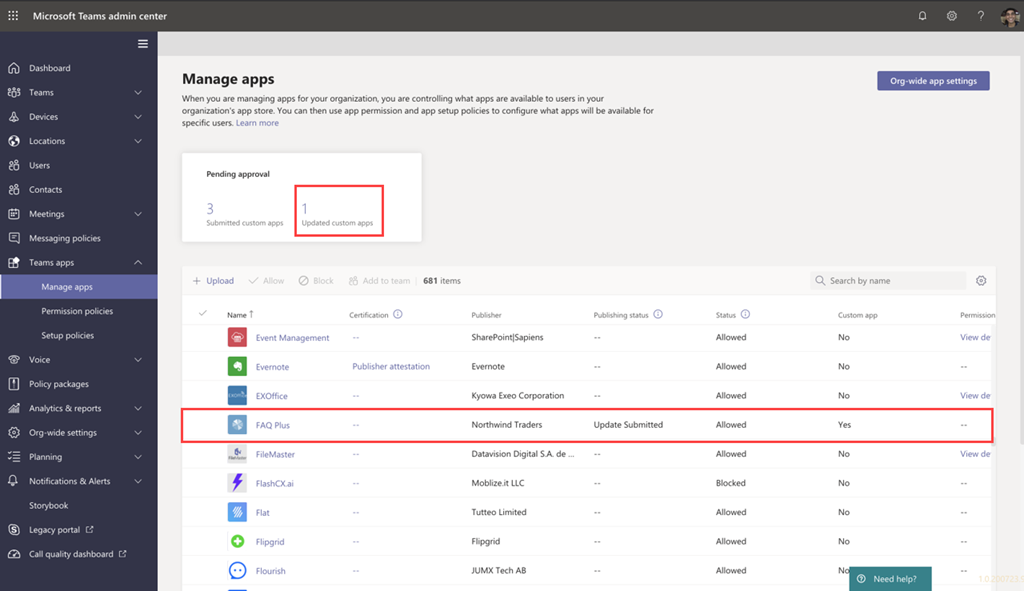 Microsoft Teams admin center
?
Dashboard
Teams
Devices
Locations
Users
Contacts
Meetings
Messaging policies
Teams apps
Manage apps
Permission policies
Setup policies
Voice
Policy packages
Analytics & reports
Org-wide settings
Planning
Notifications & Alerts
Storybook
Legacy portal
Call quality dashboard
Manage apps
Org-wide app settings
When you are managing apps for your organization, you are controlling what apps are available to users in your
organization's app store. You can then use app permission and app setup policies to configure what apps will be available for
specific users. Learn more
Pending approval
3 1
Submitted custom apps Updated custom apps
+ Upload Allow Block Add to team 681 items Search by name
Name ↑ Certification Publisher Publishing status Status Custom app Permission
Event Management -- SharePoint|Sapiens -- Allowed No View de
Evernote Publisher attestation Evernote -- Allowed No --
EXOffice -- Kyowa Exeo Corporation -- Allowed No View de
FAQ Plus -- Northwind Traders Update Submitted Allowed Yes --
FileMaster -- Datavision Digital S.A. de ... -- Allowed No View de
FlashCX.ai -- Moblize.it LLC -- Blocked No --
Flat -- Tutteo Limited -- Allowed No --
Flipgrid -- Flipgrid -- Allowed No --
Flourish -- JUMX Tech AB -- Allowed No --
Need help?